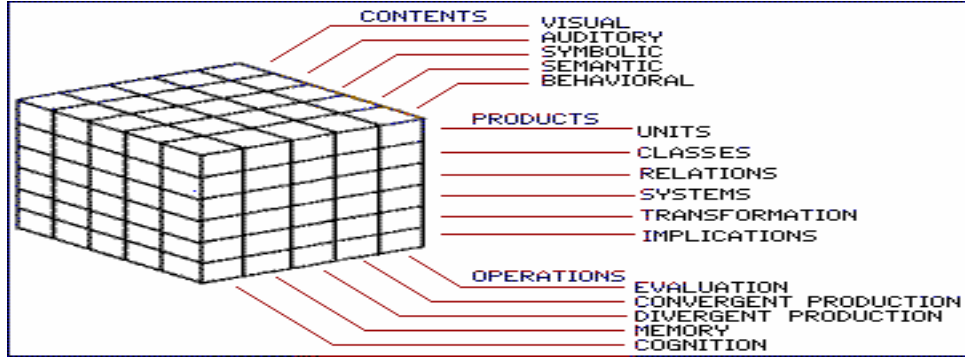 CONTENTS
VISUAL
AUDITORY
SYMBOLIC
SEMANTIC
BEHAVIORAL
PRODUCTS
UNITS
CLASSES
RELATIONS
SYSTEMS
TRANSFORMATION
IMPLICATIONS
OPERATIONS
EVALUATION
CONVERGENT PRODUCTION
DIVERGENT PRODUCTION
MEMORY
COGNITION